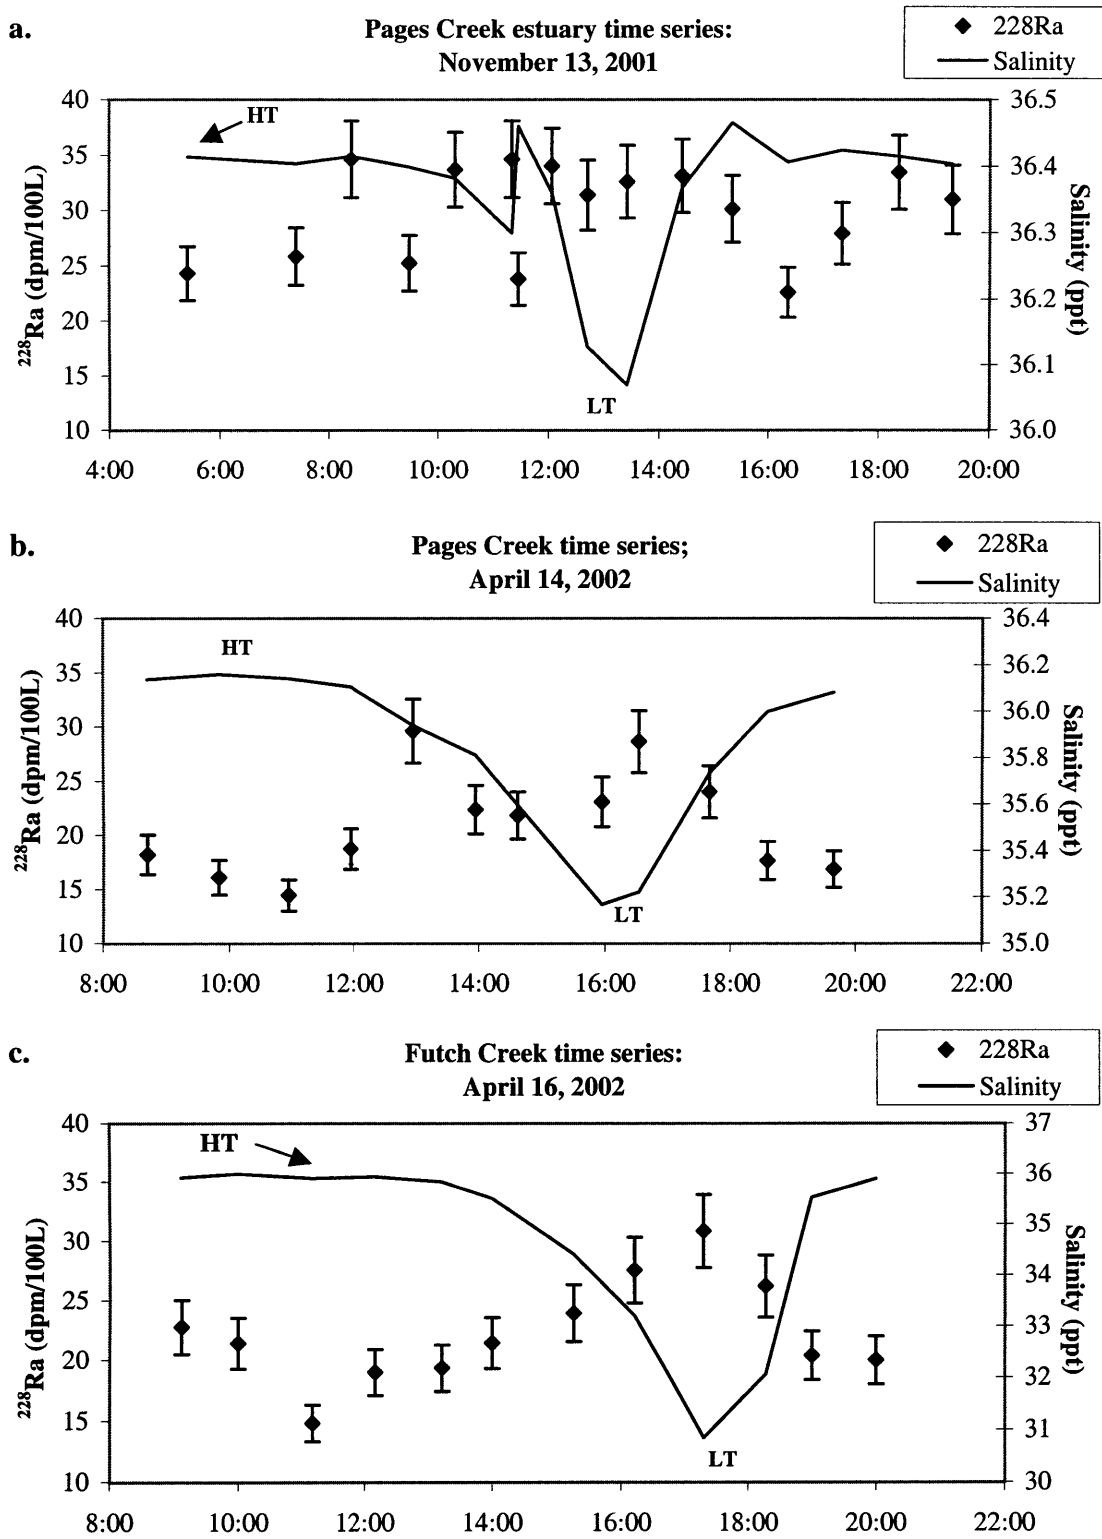 a.
Pages Creek estuary time series:
November 13, 2001
228Ra
Salinity
HT
LT
40
35
30
25
20
15
10
228Ra (dpm/100L)
36.5
36.4
36.3
36.2
36.1
36.0
Salinity (ppt)
4:00 6:00 8:00 10:00 12:00 14:00 16:00 18:00 20:00
b.
Pages Creek time series;
April 14, 2002
228Ra
Salinity
HT
LT
40
35
30
25
20
15
10
228Ra (dpm/100L)
36.4
36.2
36.0
35.8
35.6
35.4
35.2
35.0
Salinity (ppt)
8:00 10:00 12:00 14:00 16:00 18:00 20:00 22:00
c.
Futch Creek time series:
April 16, 2002
228Ra
Salinity
HT
LT
40
35
30
25
20
15
10
228Ra (dpm/100L)
37
36
35
34
33
32
31
30
Salinity (ppt)
8:00 10:00 12:00 14:00 16:00 18:00 20:00 22:00